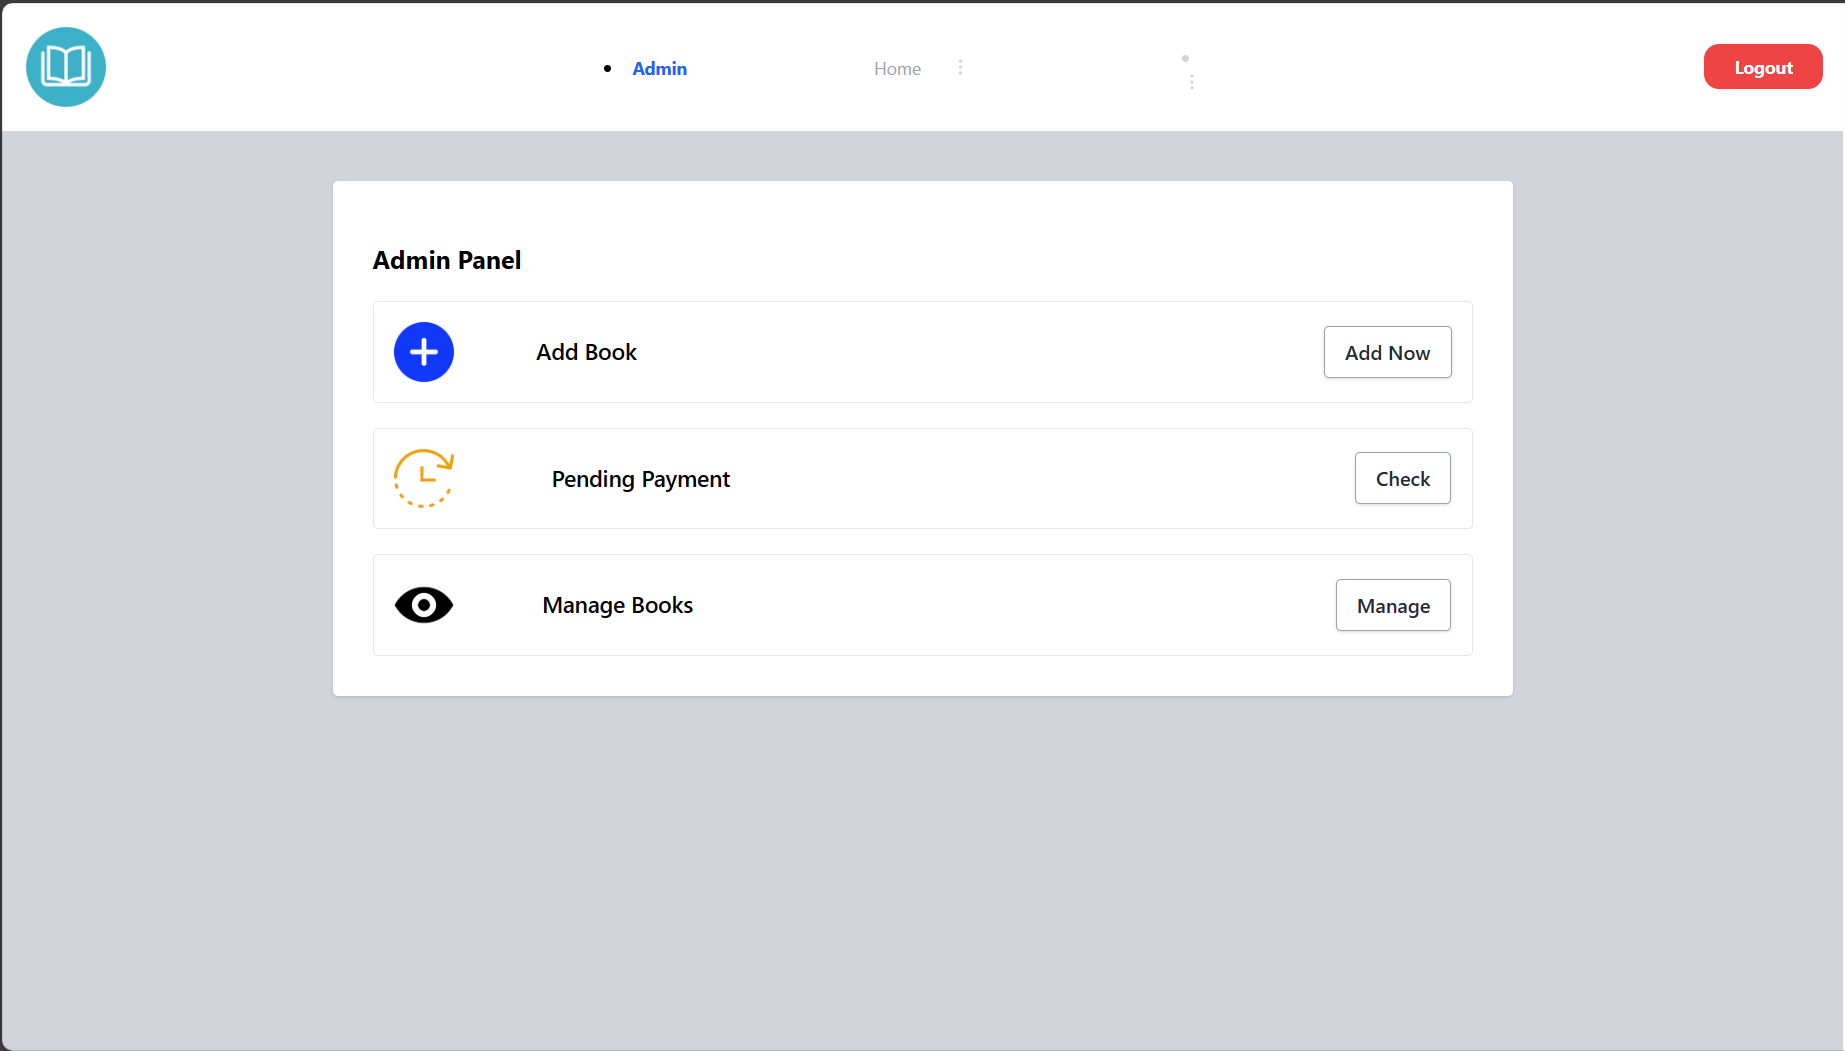 Admin
Home
Logout
Admin Panel
Add Book
Add Now
Pending Payment
Check
Manage Books
Manage